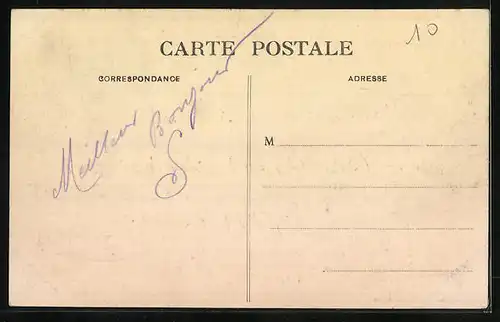 10
CARTE POSTALE
CORRESPONDANCE
ADRESSE
Meilleur Bonjour
S
M